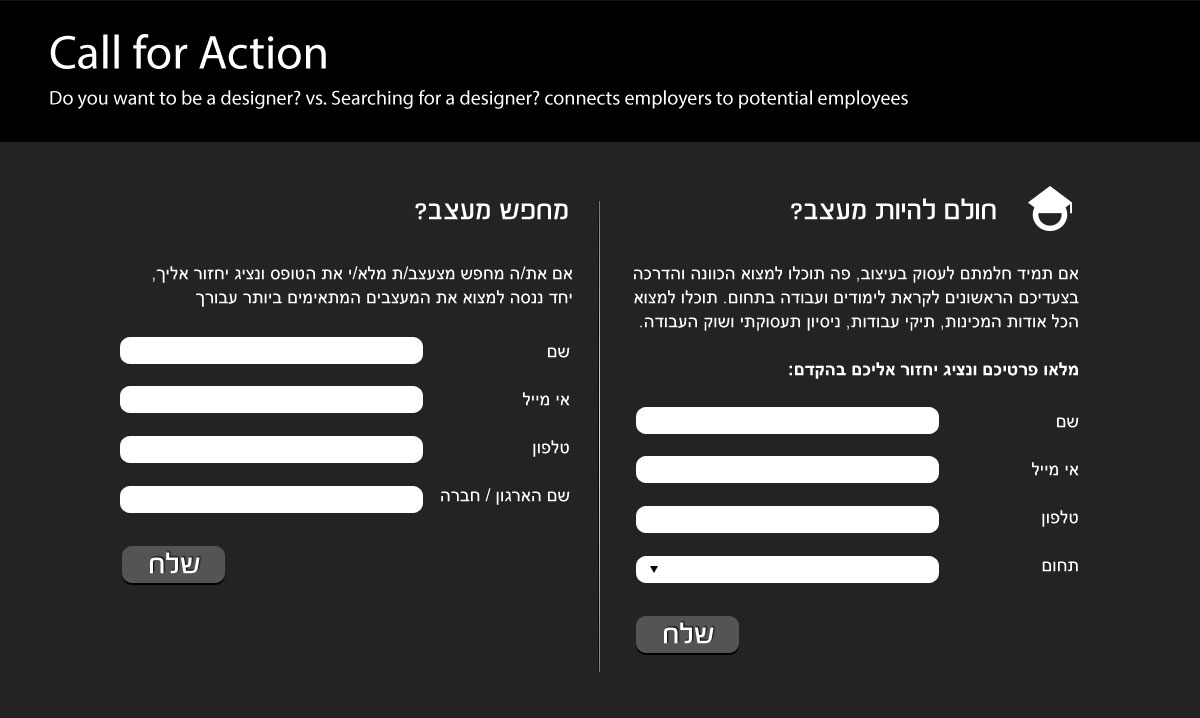 Call for Action
Do you want to be a designer? vs. Searching for a designer? connects employers to potential employees
חולם להיות מעצב?
אם תמיד חלמתם לעסוק בעיצוב, פה תוכלו למצוא הכוונה והדרכה
בצעדיכם הראשונים לקראת לימודים ועבודה בתחום. תוכלו למצוא
הכל אודות המכינות, תיקי עבודות, ניסיון תעסוקתי ושוק העבודה.
מלאו פרטיכם ונציג יחזור אליכם בהקדם:
שם
אי מייל
טלפון
תחום
שלח
מחפש מעצב?
אם את/ה מחפש מצעצב/ת מלא/י את הטופס ונציג יחזור אליך,
יחד ננסה למצוא את המעצבים המתאימים ביותר עבורך
שם
אי מייל
טלפון
שם הארגון / חברה
שלח